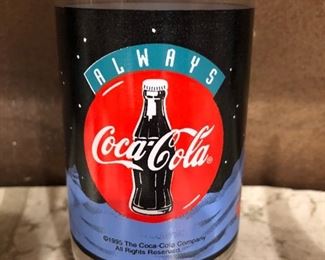 ALWAYS
Coca-Cola®
©1995 The Coca-Cola Company
All Rights Reserved